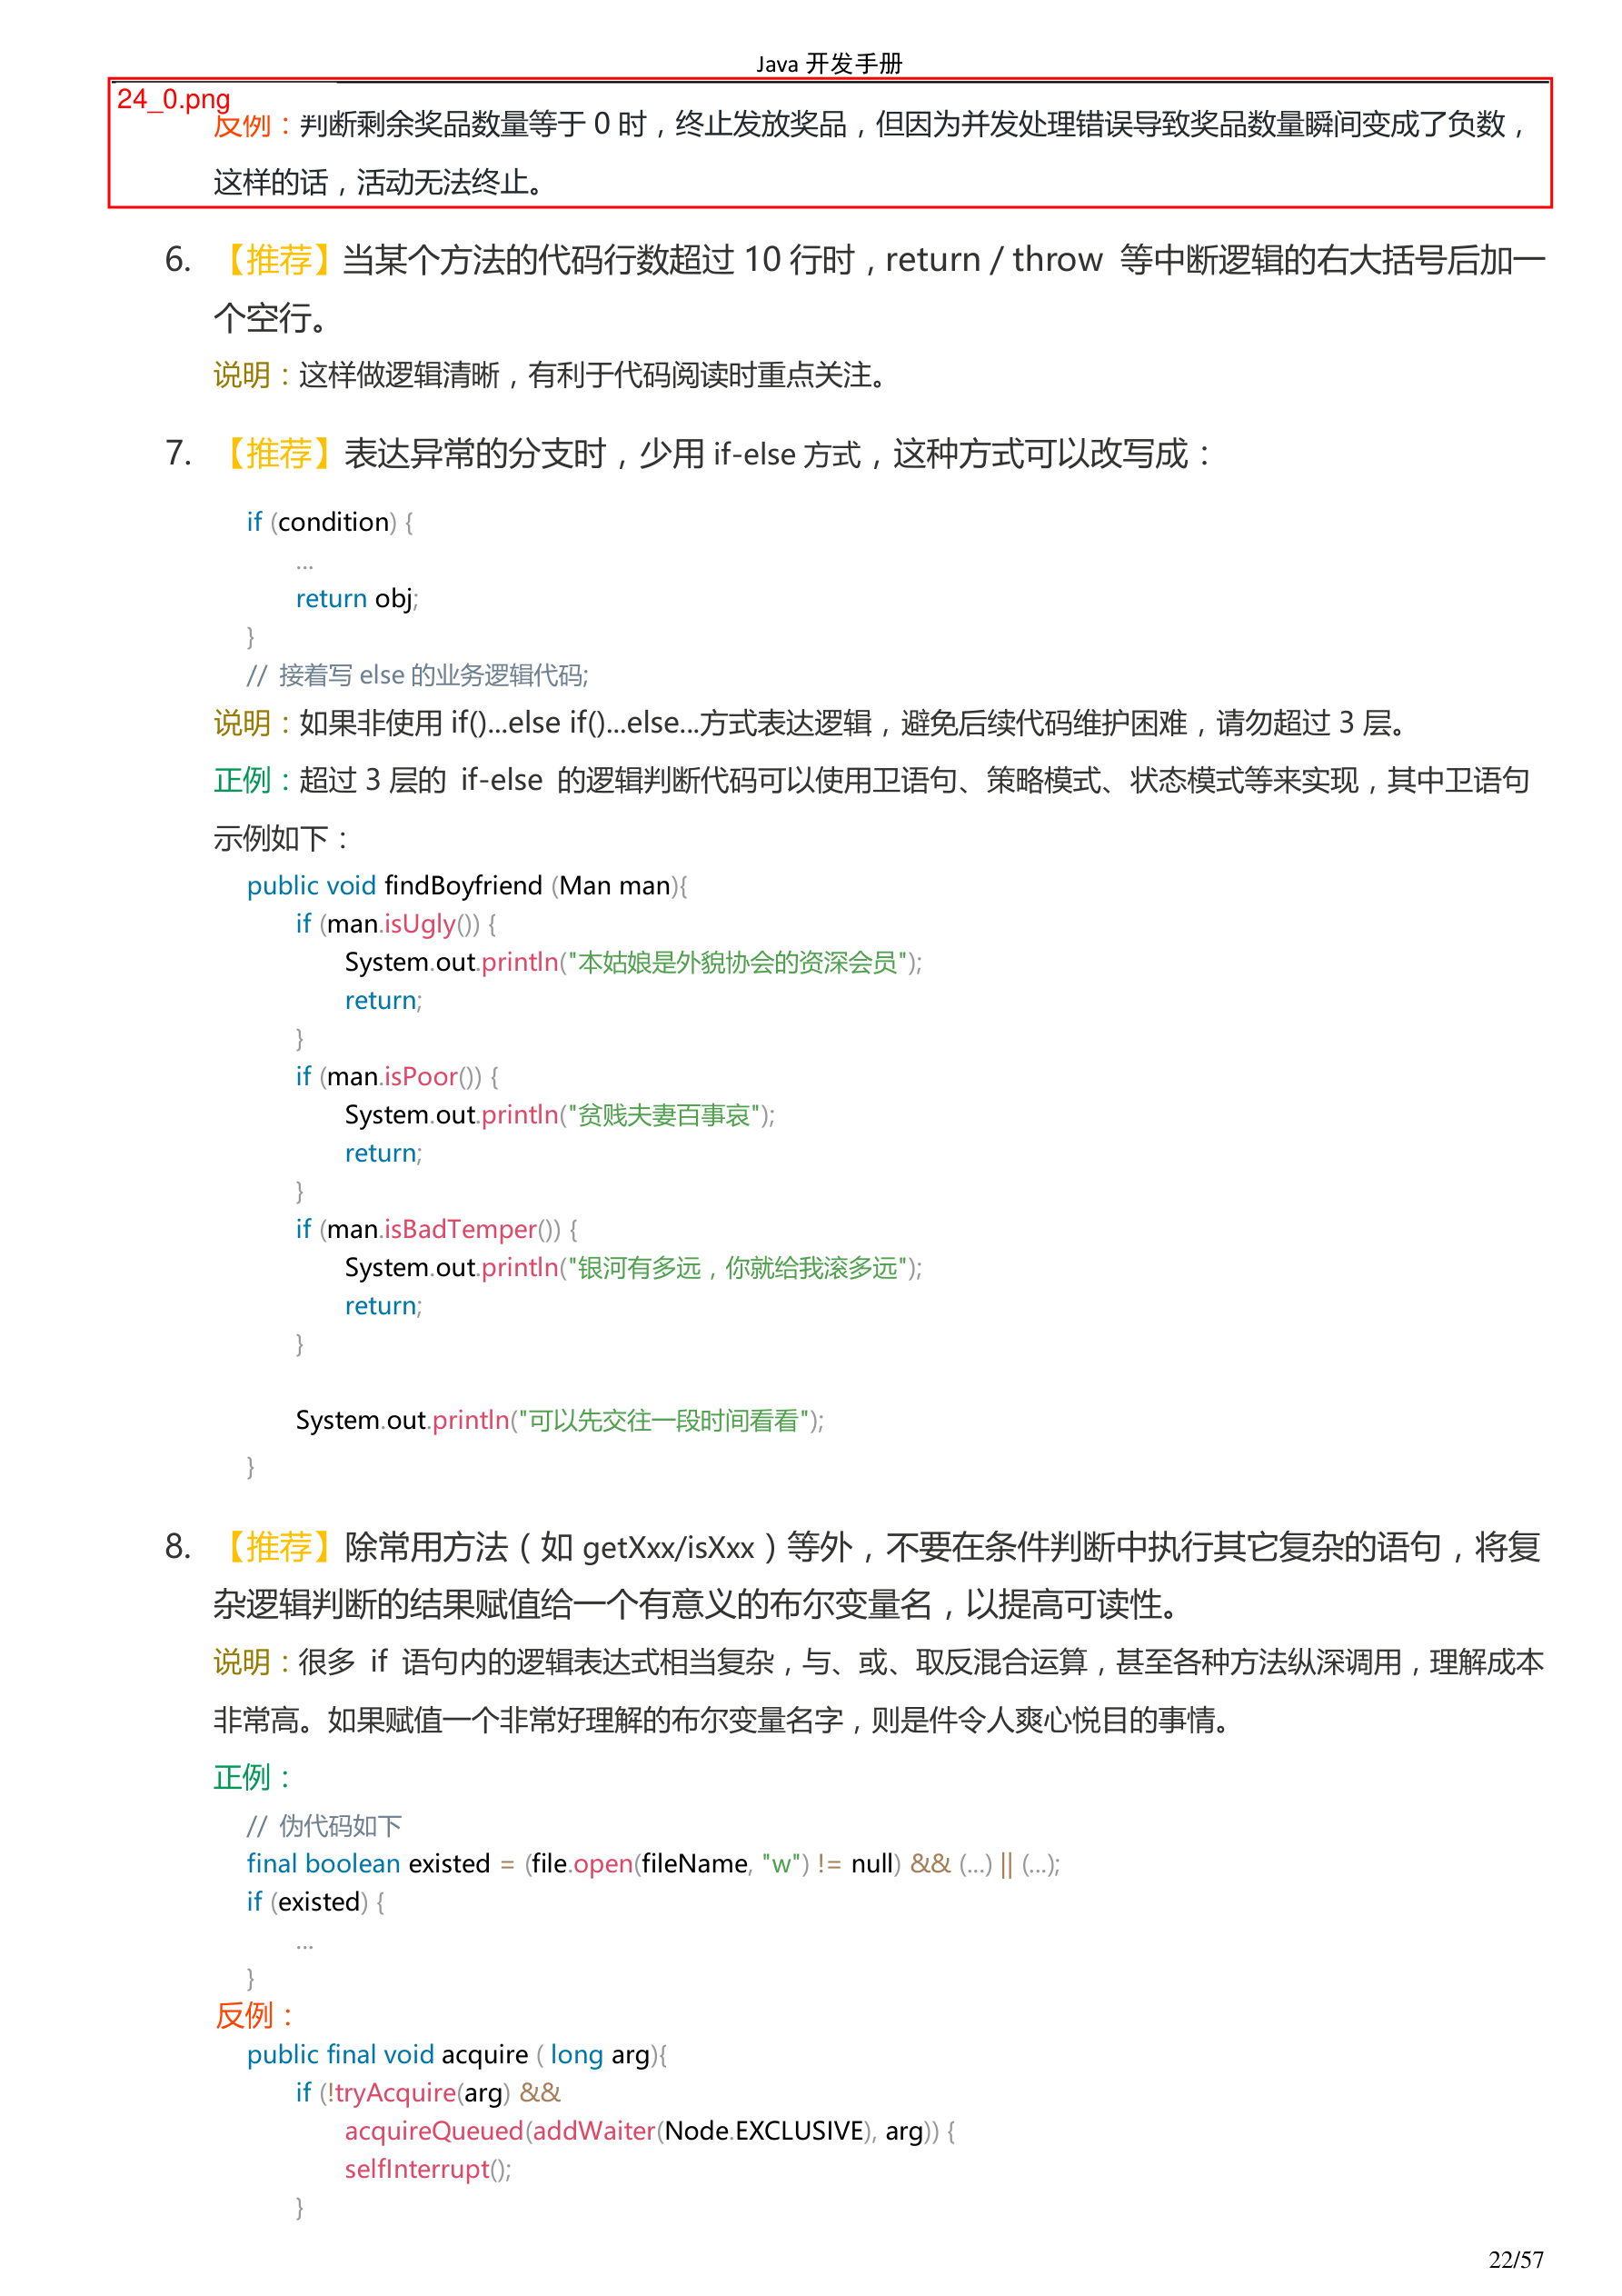 Java 开发手册
24_0.png
反例：判断剩余奖品数量等于 0 时，终止发放奖品，但因为并发处理错误导致奖品数量瞬间变成了负数，
这样的话，活动无法终止。
6. 【推荐】当某个方法的代码行数超过 10 行时，return / throw 等中断逻辑的右大括号后加一
个空行。
说明：这样做逻辑清晰，有利于代码阅读时重点关注。
7. 【推荐】表达异常的分支时，少用 if-else 方式，这种方式可以改写成：
if (condition) {
...
return obj;
}
// 接着写 else 的业务逻辑代码;
说明：如果非使用 if()...else if()...else...方式表达逻辑，避免后续代码维护困难，请勿超过 3 层。
正例：超过 3 层的 if-else 的逻辑判断代码可以使用卫语句、策略模式、状态模式等来实现，其中卫语句
示例如下：
public void findBoyfriend (Man man){
if (man.isUgly()) {
System.out.println("本姑娘是外貌协会的资深会员");
return;
}
if (man.isPoor()) {
System.out.println("贫贱夫妻百事哀");
return;
}
if (man.isBadTemper()) {
System.out.println("银河有多远，你就给我滚多远");
return;
}
System.out.println("可以先交往一段时间看看");
}
8. 【推荐】除常用方法（如 getXxx/isXxx）等外，不要在条件判断中执行其它复杂的语句，将复
杂逻辑判断的结果赋值给一个有意义的布尔变量名，以提高可读性。
说明：很多 if 语句内的逻辑表达式相当复杂，与、或、取反混合运算，甚至各种方法纵深调用，理解成本
非常高。如果赋值一个非常好理解的布尔变量名字，则是件令人爽心悦目的事情。
正例：
// 伪代码如下
final boolean existed = (file.open(fileName, "w") != null) && (...) || (...);
if (existed) {
...
}
反例：
public final void acquire ( long arg){
if (!tryAcquire(arg) &&
acquireQueued(addWaiter(Node.EXCLUSIVE), arg)) {
selfInterrupt();
}
22/57